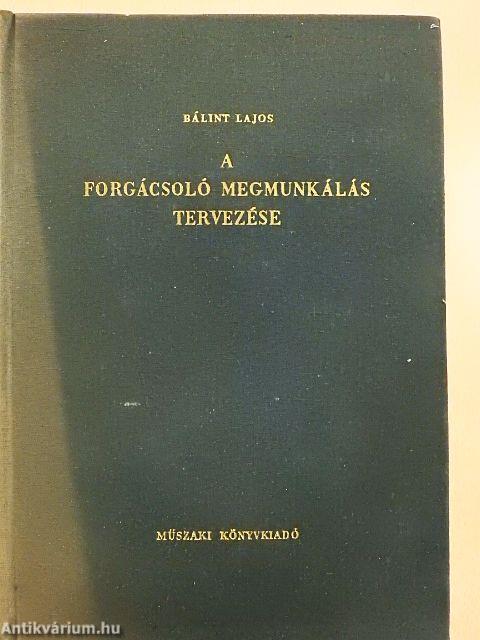 BÁLINT LAJOS
A
FORGÁCSOLÓ MEGMUNKÁLÁS
TERVEZÉSE
MŰSZAKI KÖNYVKIADÓ
Antikvárium.hu